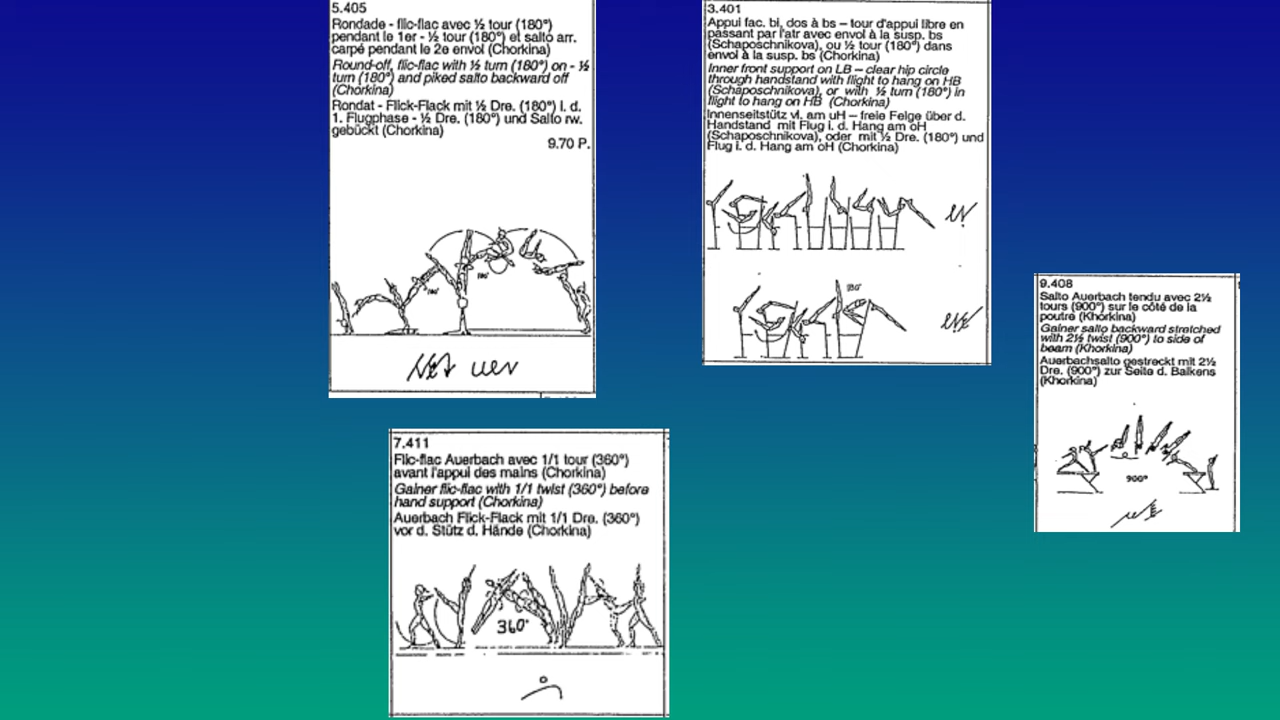 5.405
Rondade - flic-flac avec ½ tour (180°)
pendant le 1er - ½ tour (180°) et salto arr.
carpé pendant le 2e envol (Chorkina)
Round-off, flic-flac with ½ turn (180°) on - ½
turn (180°) and piked salto backward off
(Chorkina)
Rondat - Flick-Flack mit ½ Dre. (180°) i. d.
1. Flugphase - ½ Dre. (180°) und Salto rw.
gebückt (Chorkina)
9.70 P.
180°
180°
3.401
Appui fac. bi, dos à bs – tour d'appui libre en
passant par l'atr avec envol à la susp. bs
(Schaposchnikova), ou ½ tour (180°) dans
envol à la susp. bs (Chorkina)
Inner front support on LB – clear hip circle
through handstand with flight to hang on HB
(Schaposchnikova), or with ½ turn (180°) in
flight to hang on HB (Chorkina)
Innenseitstütz vl. am uH – freie Felge über d.
Handstand mit Flug i. d. Hang am oH
(Schaposchnikova), oder mit ½ Dre. (180°) und
Flug i. d. Hang am oH (Chorkina)
180°
9.408
Salto Auerbach tendu avec 2½
tours (900°) sur le côté de la
poutre (Khorkina)
Gainer salto backward stretched
with 2½ twist (900°) to side of
beam (Khorkina)
Auerbachsalto gestreckt mit 2½
Dre. (900°) zur Seite d. Balkens
(Khorkina)
900°
7.411
Flic-flac Auerbach avec 1/1 tour (360°)
avant l'appui des mains (Chorkina)
Gainer flic-flac with 1/1 twist (360°) before
hand support (Chorkina)
Auerbach Flick-Flack mit 1/1 Dre. (360°)
vor d. Stütz d. Hände (Chorkina)
360°